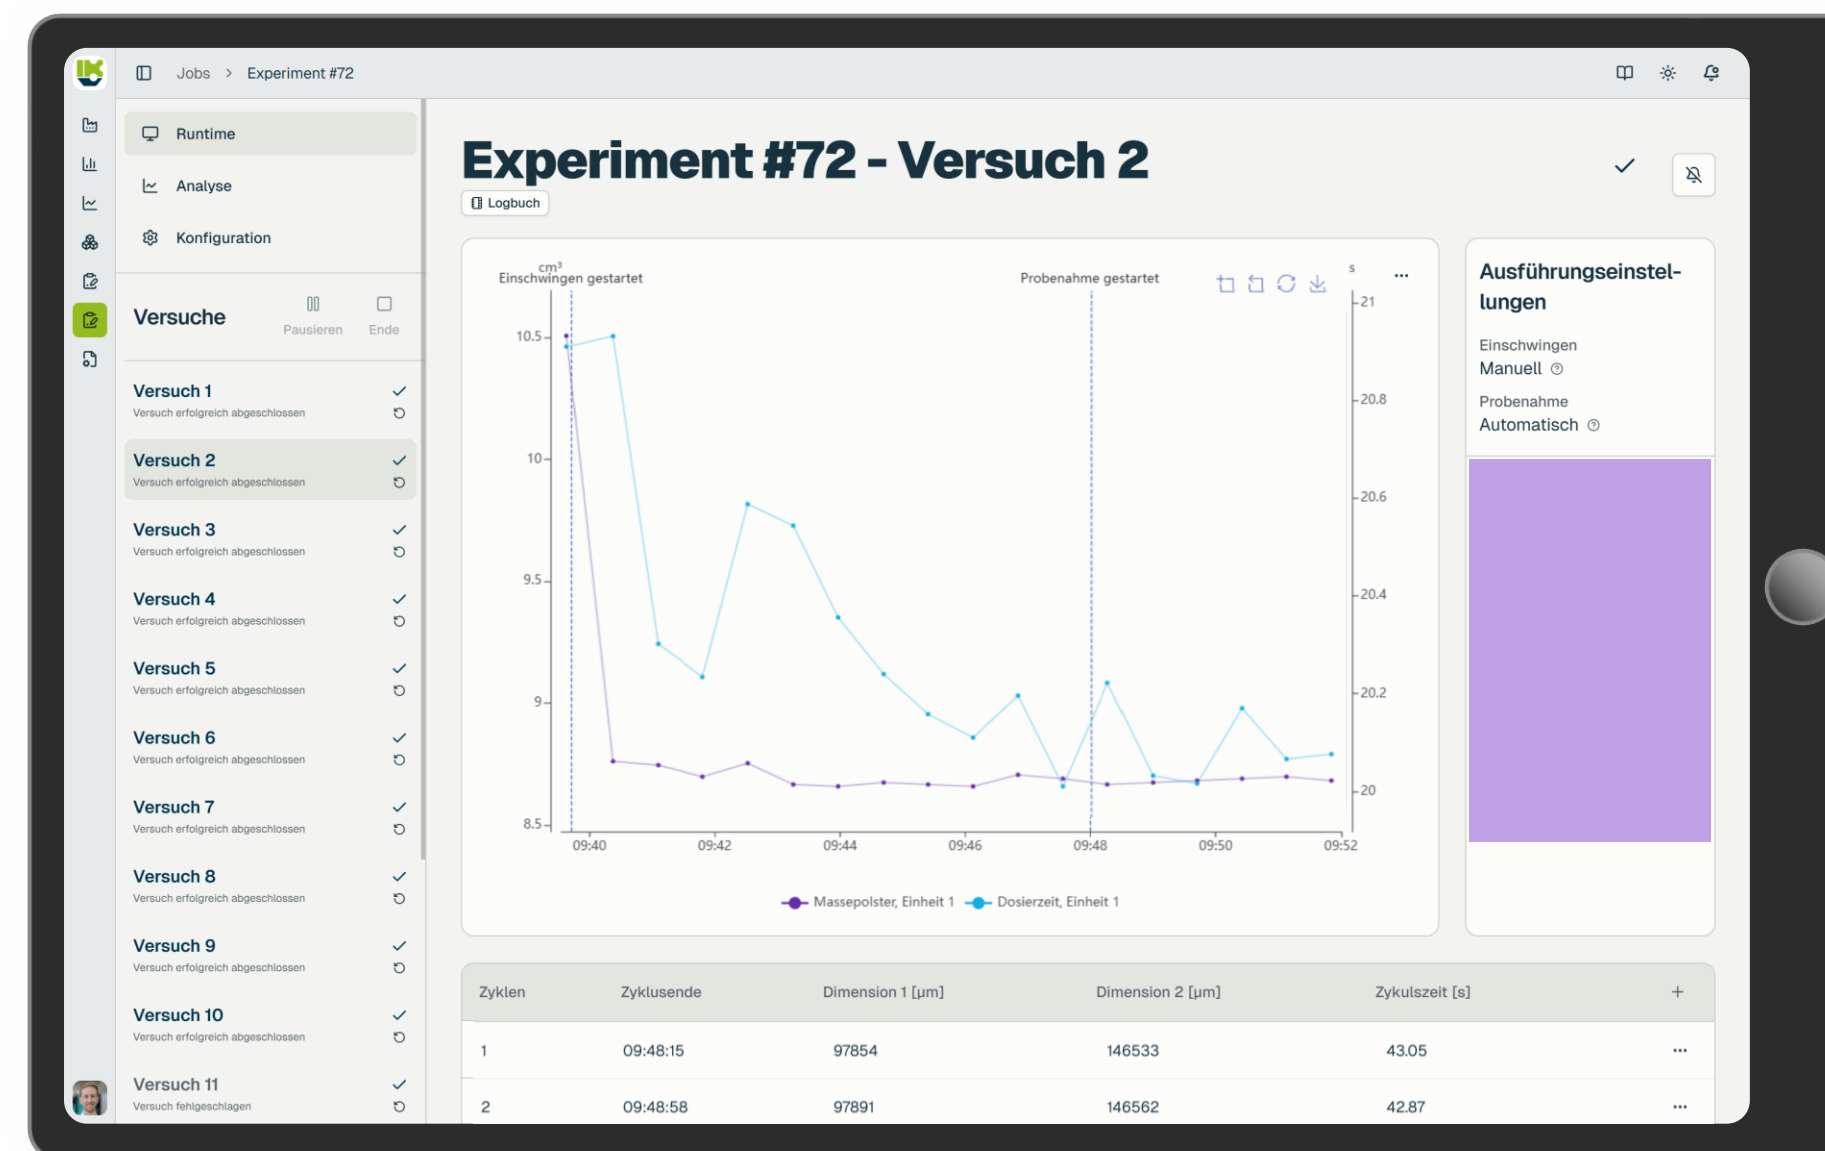 Jobs > Experiment #72
Runtime
Analyse
Konfiguration
Versuche
Pausieren
Ende
Versuch 1
Versuch erfolgreich abgeschlossen
Versuch 2
Versuch erfolgreich abgeschlossen
Versuch 3
Versuch erfolgreich abgeschlossen
Versuch 4
Versuch erfolgreich abgeschlossen
Versuch 5
Versuch erfolgreich abgeschlossen
Versuch 6
Versuch erfolgreich abgeschlossen
Versuch 7
Versuch erfolgreich abgeschlossen
Versuch 8
Versuch erfolgreich abgeschlossen
Versuch 9
Versuch erfolgreich abgeschlossen
Versuch 10
Versuch erfolgreich abgeschlossen
Versuch 11
Versuch fehlgeschlagen
Experiment #72 - Versuch 2
Logbuch
cm³
Einschwingen gestartet
Probenahme gestartet
s
10.5
10
9.5
9
8.5
21
20.8
20.6
20.4
20.2
20
09:40 09:42 09:44 09:46 09:48 09:50 09:52
Massepolster, Einheit 1 Dosierzeit, Einheit 1
Ausführungseinstel-
lungen
Einschwingen
Manuell
Probenahme
Automatisch
Zyklen Zyklusende Dimension 1 [µm] Dimension 2 [µm] Zykulszeit [s]
1 09:48:15 97854 146533 43.05
2 09:48:58 97891 146562 42.87